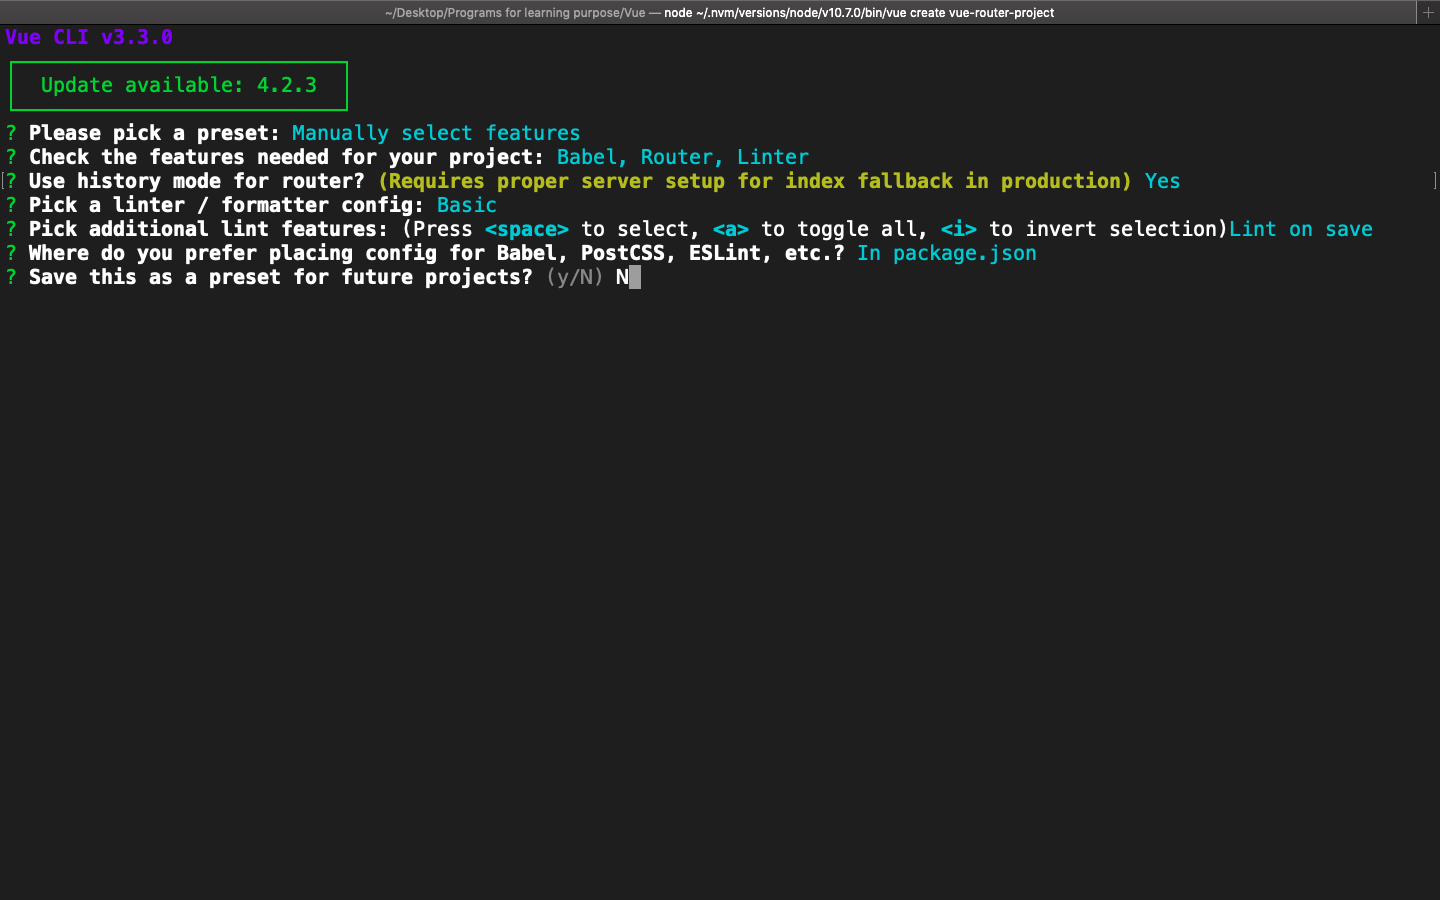 ~/Desktop/Programs for learning purpose/Vue — node ~/.nvm/versions/node/v10.7.0/bin/vue create vue-router-project
Vue CLI v3.3.0
Update available: 4.2.3
? Please pick a preset: Manually select features
? Check the features needed for your project: Babel, Router, Linter
? Use history mode for router? (Requires proper server setup for index fallback in production) Yes
? Pick a linter / formatter config: Basic
? Pick additional lint features: (Press <space> to select, <a> to toggle all, <i> to invert selection)Lint on save
? Where do you prefer placing config for Babel, PostCSS, ESLint, etc.? In package.json
? Save this as a preset for future projects? (y/N) N